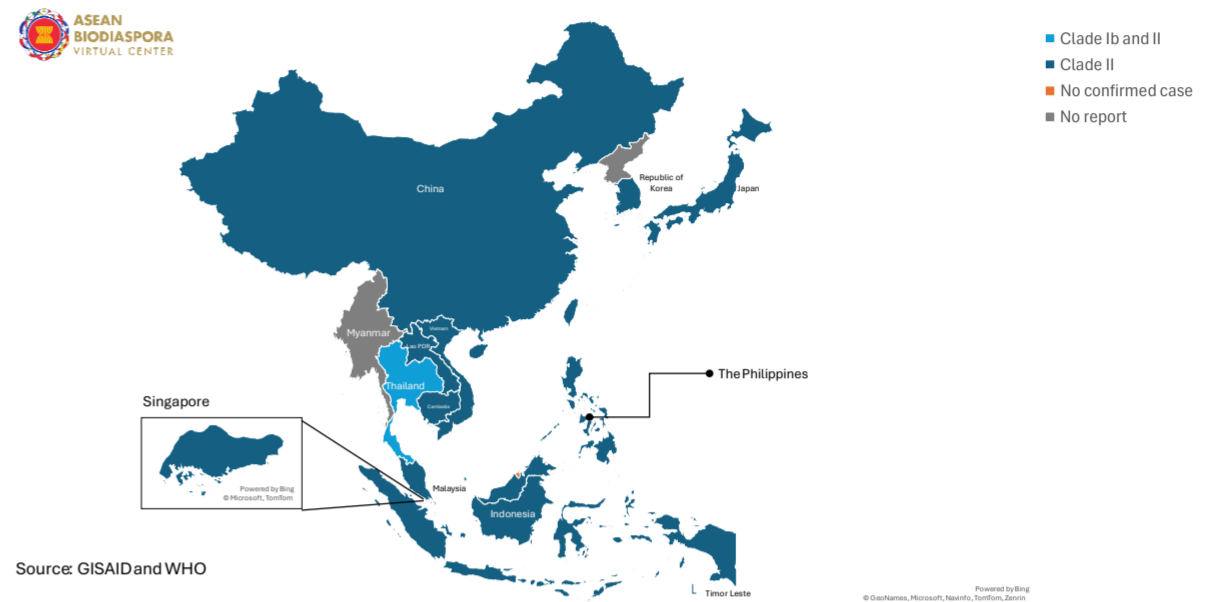 ASEAN
BIODIASPORA
VIRTUAL CENTER
Clade Ib and II
Clade II
No confirmed case
No report
China
Republic of
Korea
Japan
Myanmar
Vietnam
Lao PDR
Thailand
Cambodia
The Philippines
Singapore
Powered by Bing
© Microsoft, TomTom
Malaysia
Indonesia
Source: GISAID and WHO
Timor Leste
Powered by Bing
© GeoNames, Microsoft, Navinfo, TomTom, Zenrin